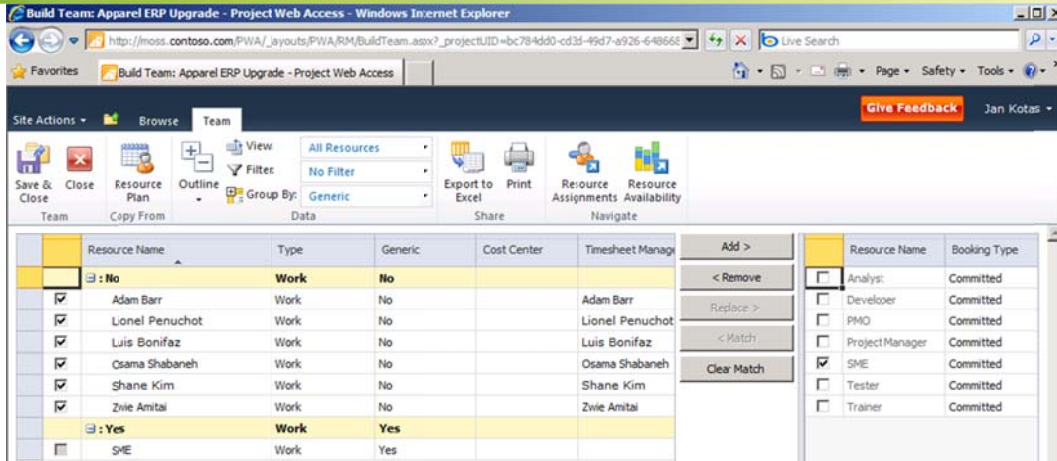 Build Team: Apparel ERP Upgrade - Project Web Access - Windows Internet Explorer
http://moss.contoso.com/PWA/_layouts/PWA/RM/BuildTeam.aspx?_projectUID=bc784dd0-cd3d-49d7-a926-648668
Live Search
Favorites Build Team: Apparel ERP Upgrade - Project Web Access Page Safety Tools
Give Feedback Jan Kotas
Site Actions Browse Team
View All Resources
Filter No Filter
Group By: Generic
Save & Close Close Resource Plan Outline Export to Excel Print Resource Assignments Resource Availability
Team Copy From Data Share Navigate
Resource Name Type Generic Cost Center Timesheet Manage Add > Resource Name Booking Type
: No Work No < Remove Analyst Committed
Adam Barr Work No Adam Barr Replace > Developer Committed
Lionel Penuchot Work No Lionel Penuchot PMO Committed
Luis Bonifaz Work No Luis Bonifaz < Match Project Manager Committed
Osama Shabaneh Work No Osama Shabaneh Clear Match SME Committed
Shane Kim Work No Shane Kim Tester Committed
Zwie Amitai Work No Zwie Amitai Trainer Committed
: Yes Work Yes
SME Work Yes